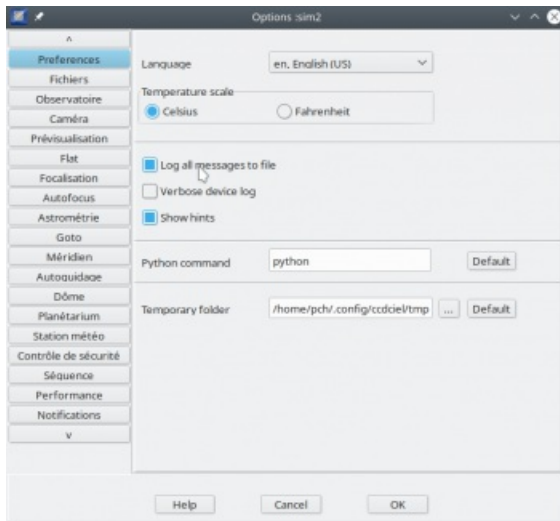 Options :sim2
^
Preferences
Fichiers
Observatoire
Caméra
Prévisualisation
Flat
Focalisation
Autofocus
Astrométrie
Goto
Méridien
Autoguidage
Dôme
Planétarium
Station météo
Contrôle de sécurité
Séquence
Performance
Notifications
v
Language
en, English (US)
Temperature scale
Celsius
Fahrenheit
Log all messages to file
Verbose device log
Show hints
Python command
python
Default
Temporary folder
/home/pch/.config/ccdciel/tmp
...
Default
Help
Cancel
OK